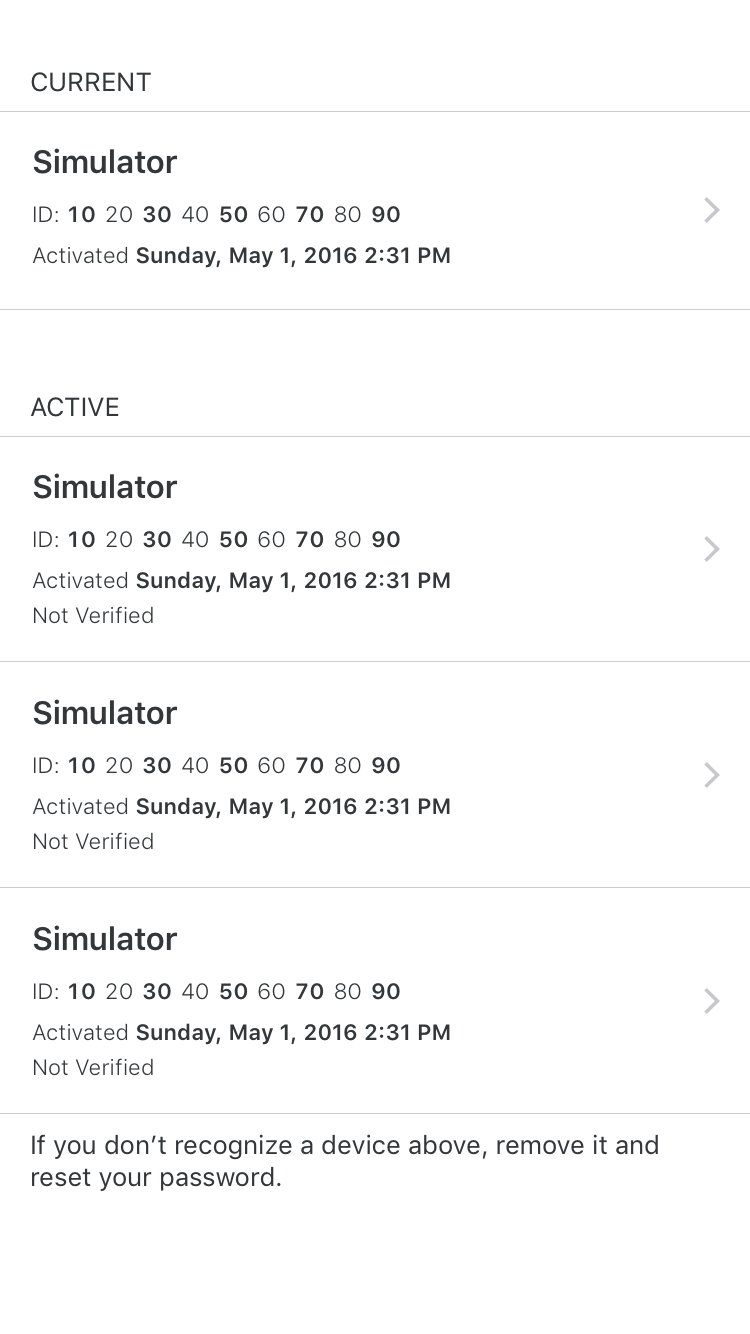 CURRENT
Simulator
ID: 10 20 30 40 50 60 70 80 90
Activated Sunday, May 1, 2016 2:31 PM
ACTIVE
Simulator
ID: 10 20 30 40 50 60 70 80 90
Activated Sunday, May 1, 2016 2:31 PM
Not Verified
Simulator
ID: 10 20 30 40 50 60 70 80 90
Activated Sunday, May 1, 2016 2:31 PM
Not Verified
Simulator
ID: 10 20 30 40 50 60 70 80 90
Activated Sunday, May 1, 2016 2:31 PM
Not Verified
If you don’t recognize a device above, remove it and
reset your password.